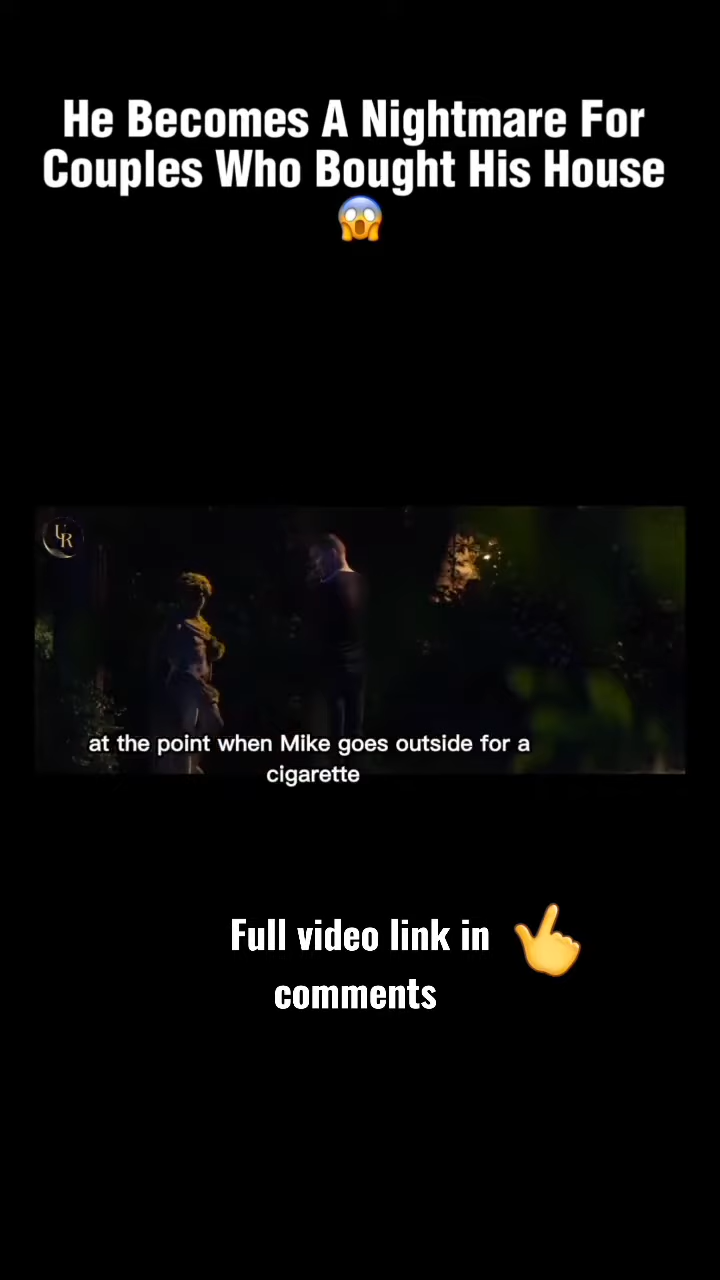 He Becomes A Nightmare For
Couples Who Bought His House
😱
UR
at the point when Mike goes outside for a
cigarette
Full video link in
comments